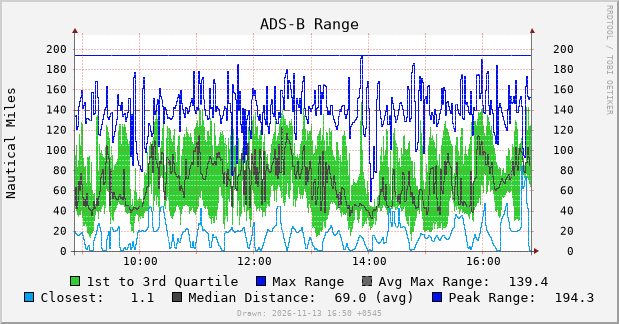 ADS-B Range
RRDTOOL / TOBI OETIKER
Nautical Miles
200 200
180 180
160 160
140 140
120 120
100 100
80 80
60 60
40 40
20 20
0 0
10:00 12:00 14:00 16:00
1st to 3rd Quartile Max Range Avg Max Range: 139.4
Closest: 1.1 Median Distance: 69.0 (avg) Peak Range: 194.3
Drawn: 2026-11-13 16:50 +0545